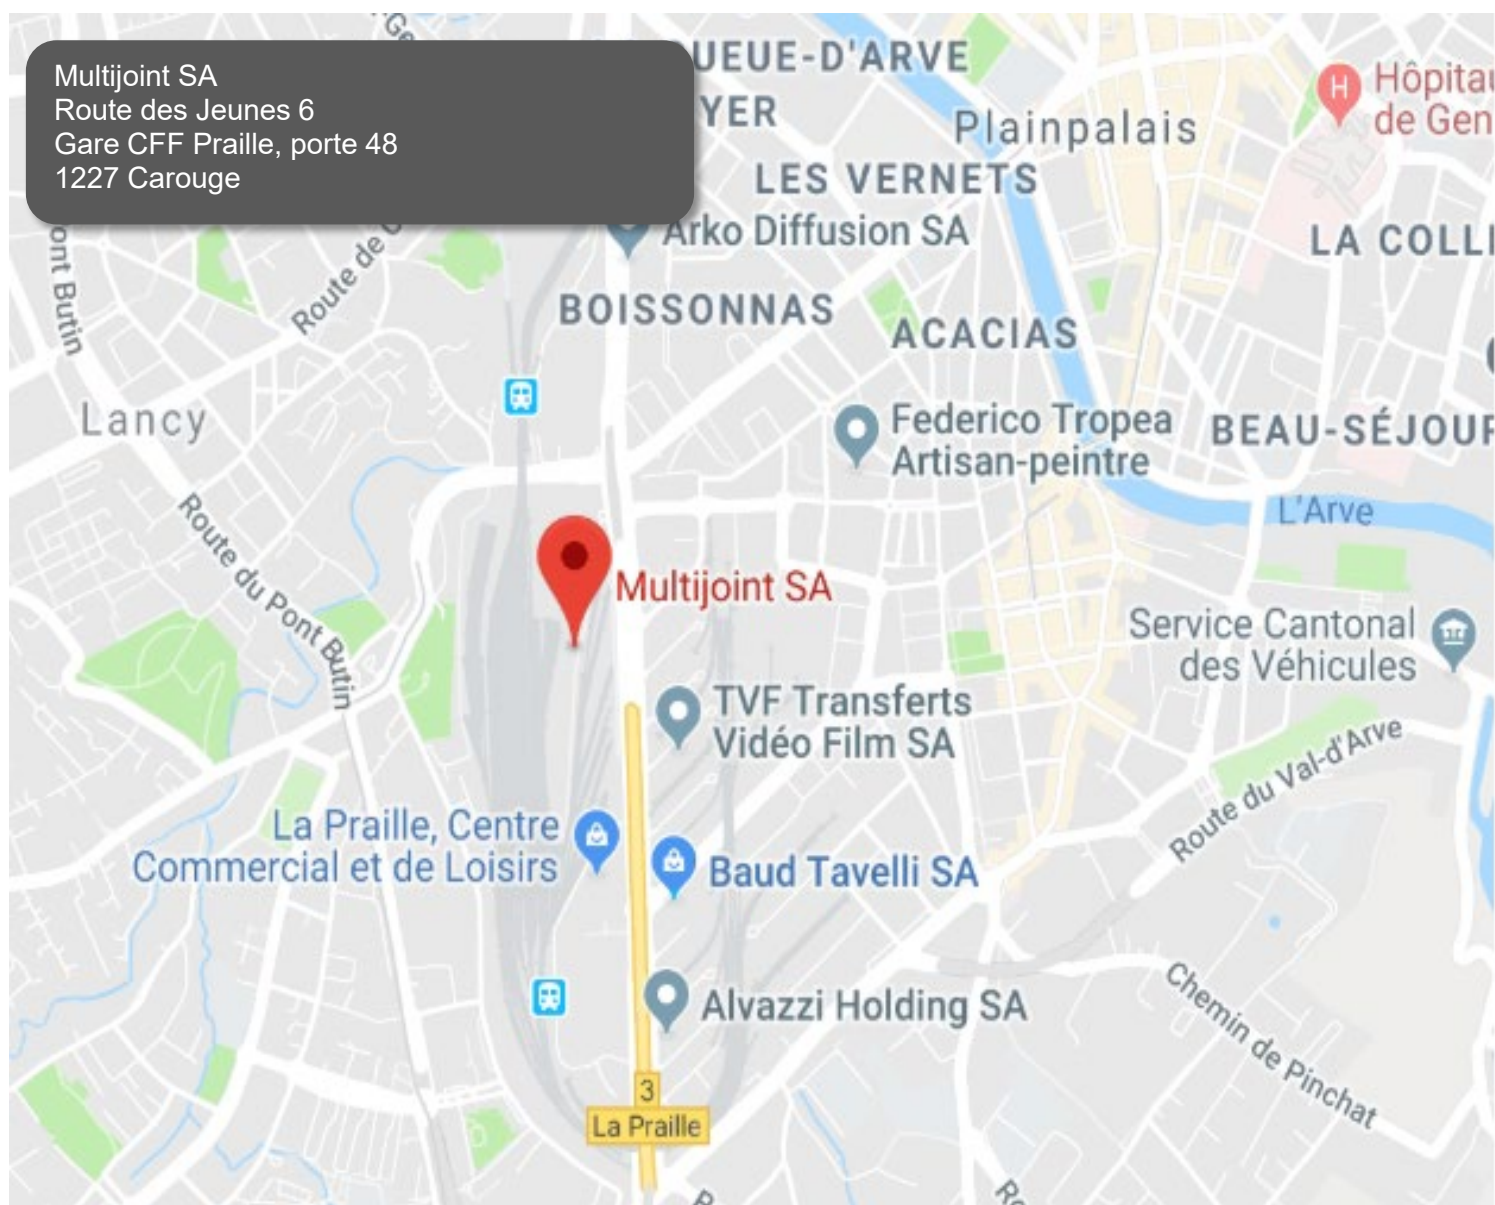 Multijoint SA
Route des Jeunes 6
Gare CFF Praille, porte 48
1227 Carouge
UEUE-D'ARVE
YER
Plainpalais
Hôpitau
de Gen
LES VERNETS
Arko Diffusion SA
LA COLLI
ont Butin
Route de
BOISSONNAS
ACACIAS
Lancy
Federico Tropea
Artisan-peintre
BEAU-SÉJOUR
L'Arve
Route du Pont Butin
Multijoint SA
Service Cantonal
des Véhicules
TVF Transferts
Vidéo Film SA
Route du Val-d'Arve
La Praille, Centre
Commercial et de Loisirs
Baud Tavelli SA
Alvazzi Holding SA
Chemin de Pinchat
3
La Praille